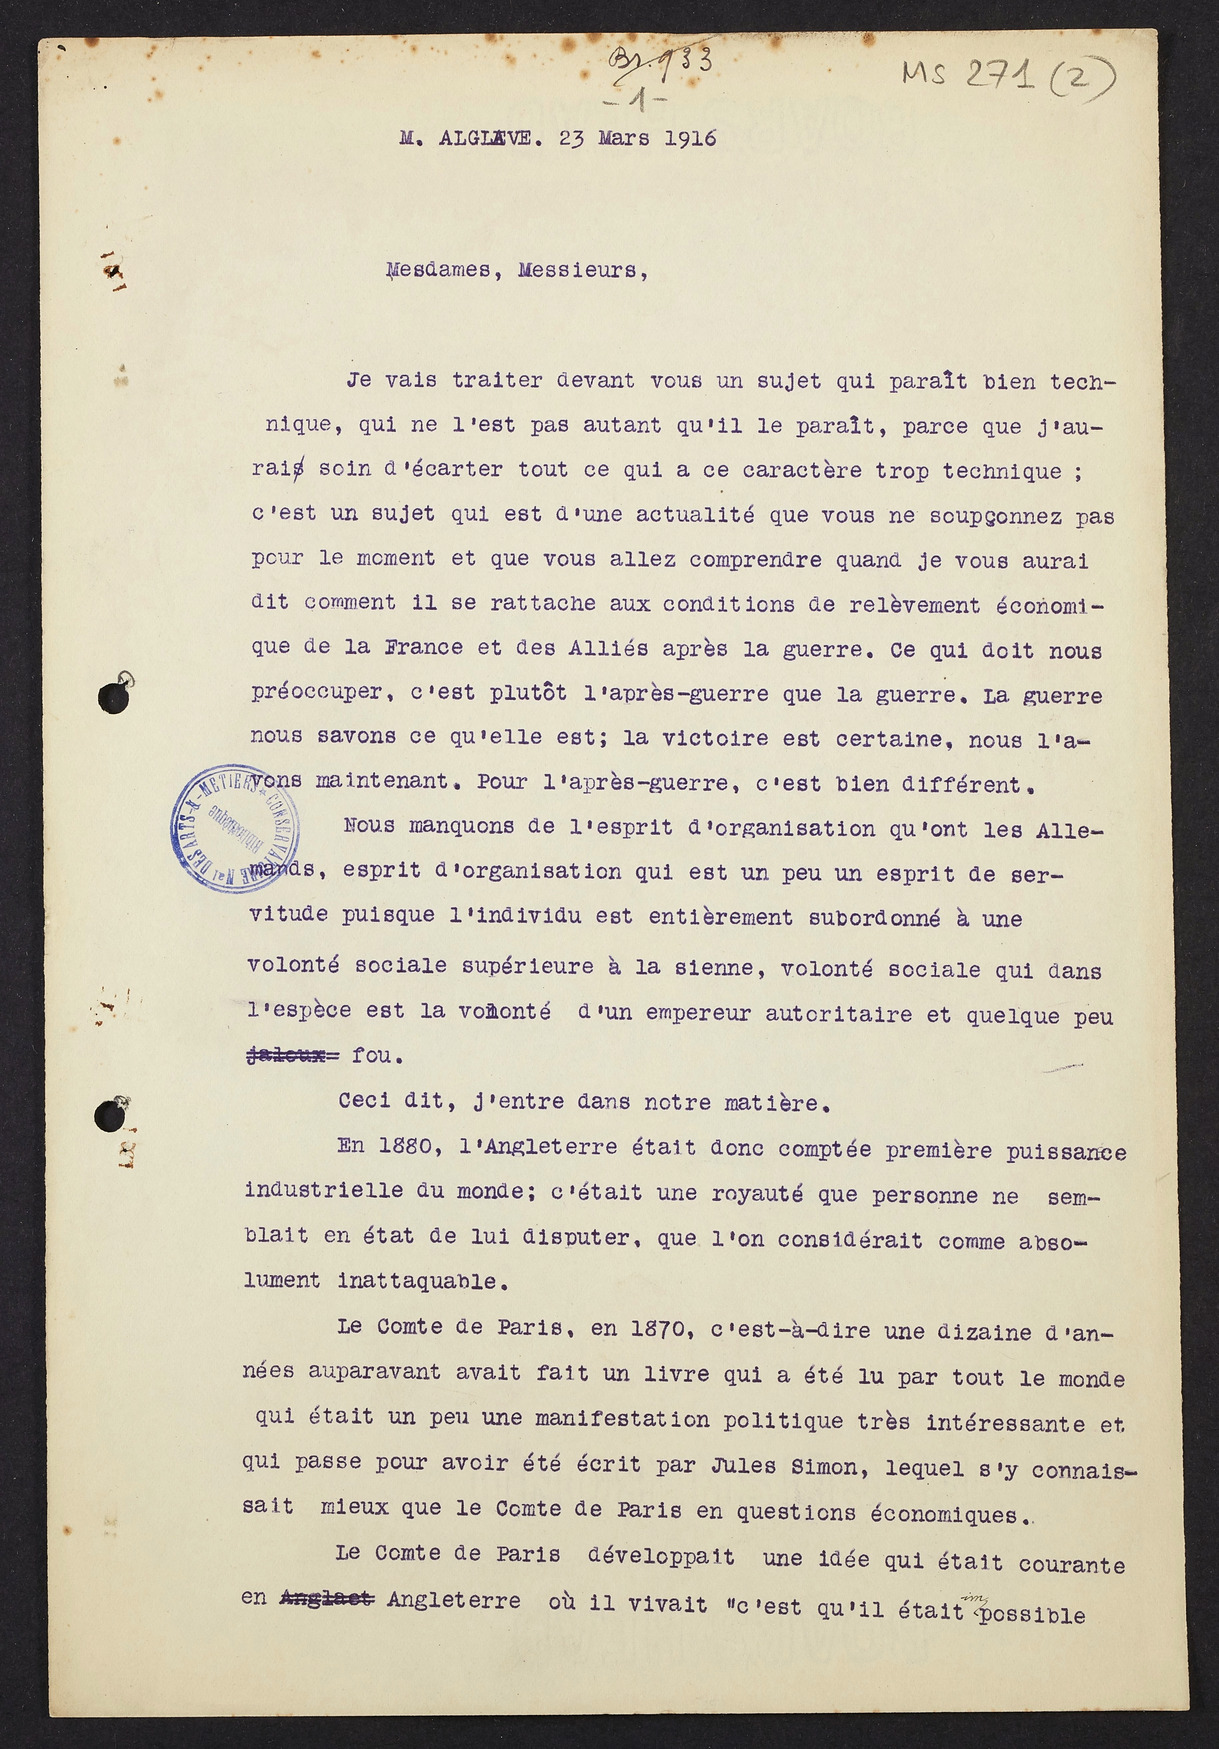 Br. 933
MS 271 (2)
-1-
M. ALGLAVE. 23 Mars 1916
Mesdames, Messieurs,
Je vais traiter devant vous un sujet qui paraît bien tech-
nique, qui ne l'est pas autant qu'il le paraît, parce que j'au-
rais soin d'écarter tout ce qui a ce caractère trop technique ;
c'est un sujet qui est d'une actualité que vous ne soupçonnez pas
pour le moment et que vous allez comprendre quand je vous aurai
dit comment il se rattache aux conditions de relèvement économi-
que de la France et des Alliés après la guerre. Ce qui doit nous
préoccuper, c'est plutôt l'après-guerre que la guerre. La guerre
nous savons ce qu'elle est; la victoire est certaine, nous l'a-
vons maintenant. Pour l'après-guerre, c'est bien différent.
Nous manquons de l'esprit d'organisation qu'ont les Alle-
mands, esprit d'organisation qui est un peu un esprit de ser-
vitude puisque l'individu est entièrement subordonné à une
volonté sociale supérieure à la sienne, volonté sociale qui dans
l'espèce est la volonté d'un empereur autoritaire et quelque peu
jaloux= fou.
Ceci dit, j'entre dans notre matière.
En 1880, l'Angleterre était donc comptée première puissance
industrielle du monde; c'était une royauté que personne ne sem-
blait en état de lui disputer, que l'on considérait comme abso-
lument inattaquable.
Le Comte de Paris, en 1870, c'est-à-dire une dizaine d'an-
nées auparavant avait fait un livre qui a été lu par tout le monde
qui était un peu une manifestation politique très intéressante et
qui passe pour avoir été écrit par Jules Simon, lequel s'y connais-
sait mieux que le Comte de Paris en questions économiques.
Le Comte de Paris développait une idée qui était courante
en Anglaet Angleterre où il vivait "c'est qu'il était impossible
CONSERVATOIRE Nal DES ARTS-&-METIERS
Bibliothèque